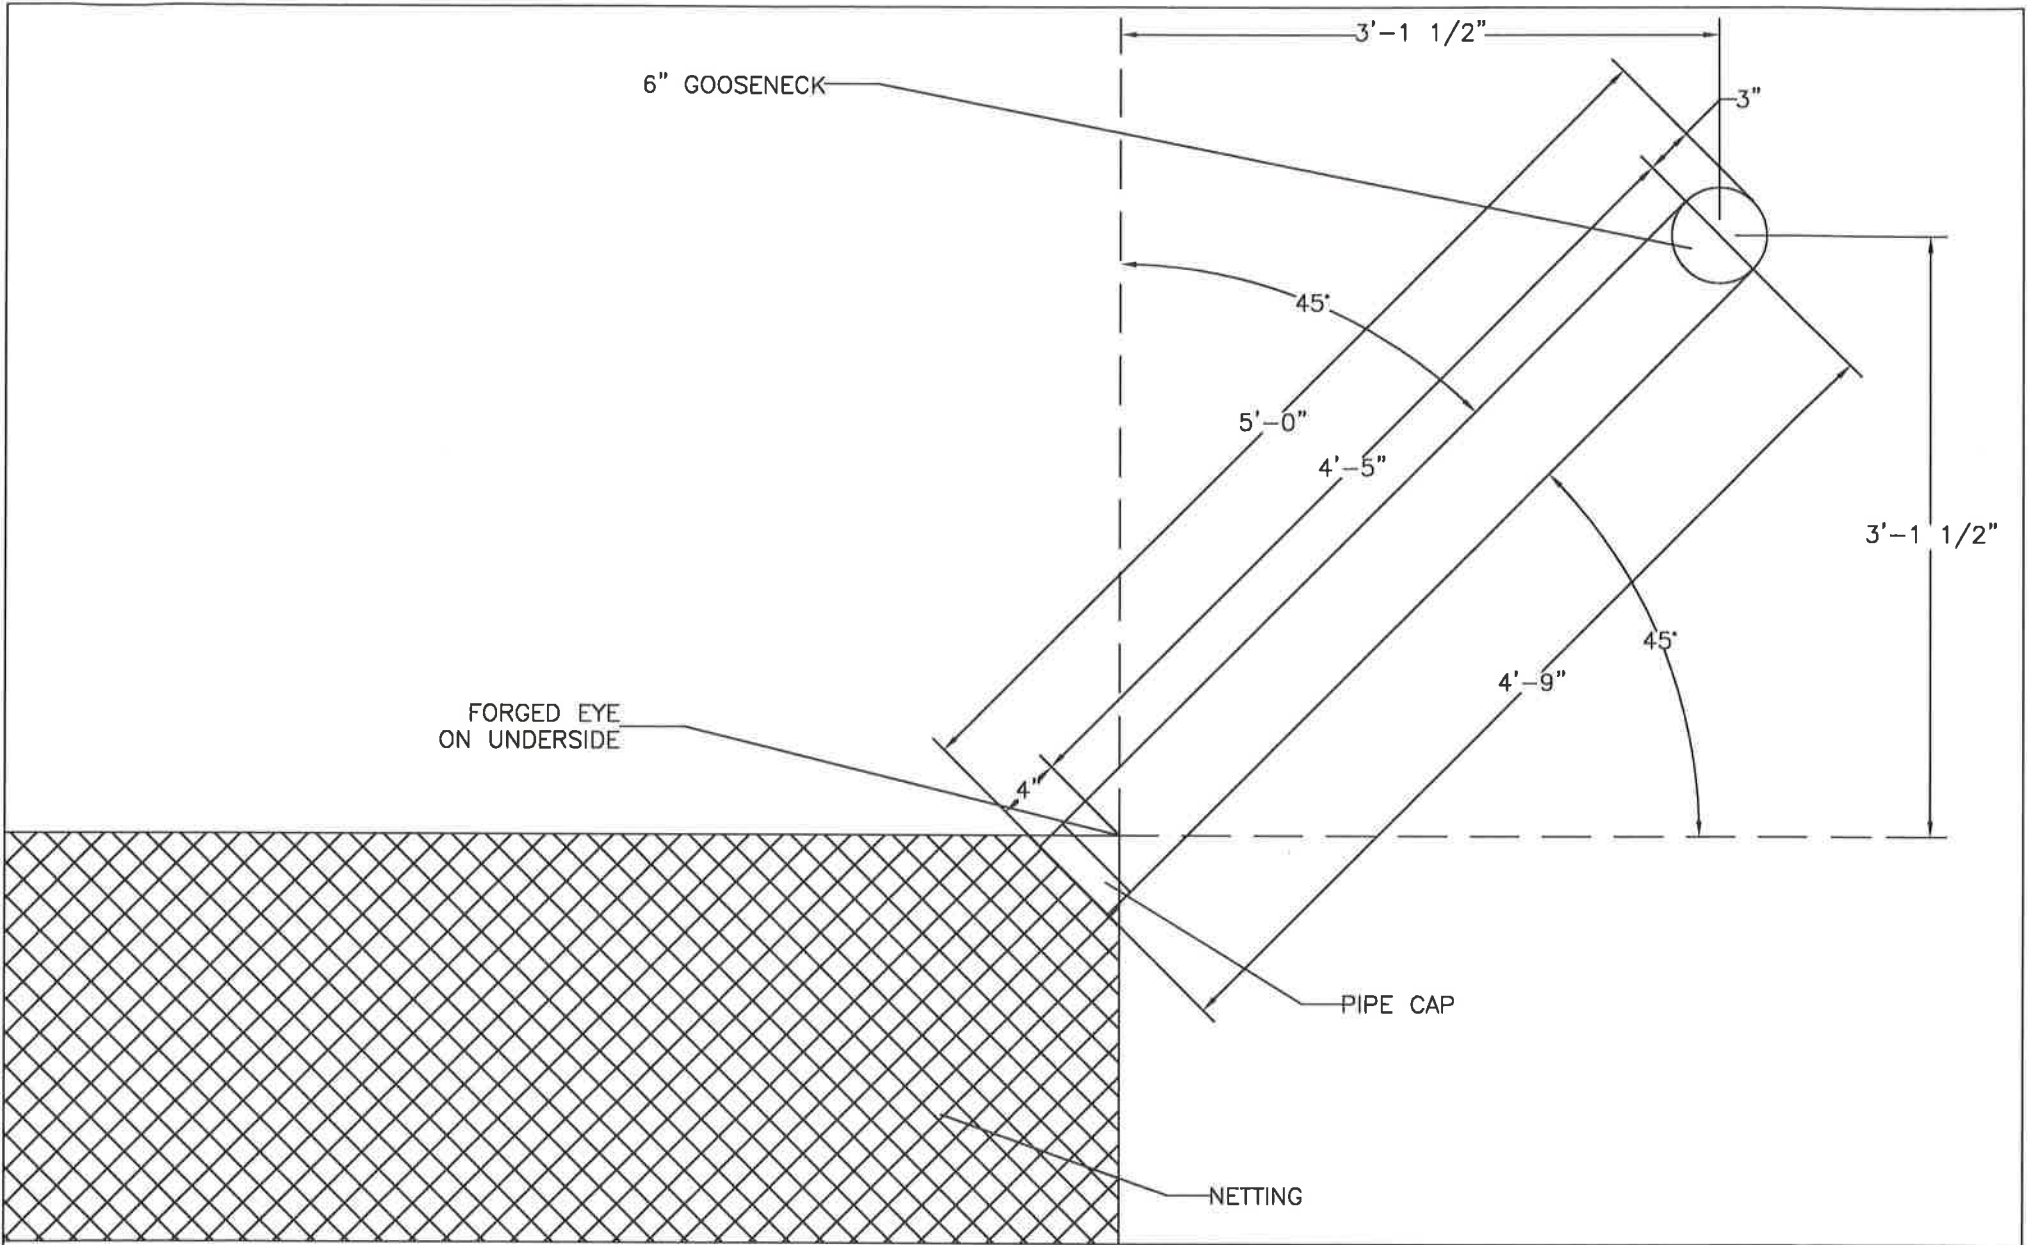 3'-1 1/2"
6" GOOSENECK
3"
45°
5'-0"
4'-5"
3'-1 1/2"
45°
4'-9"
FORGED EYE
ON UNDERSIDE
4"
PIPE CAP
NETTING